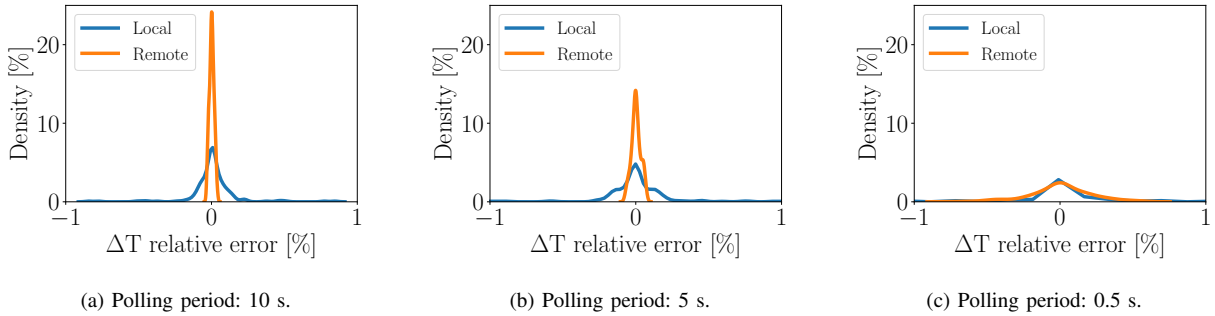 Density [%]
20
10
0
Local
Remote
−1
0
1
ΔT relative error [%]
(a) Polling period: 10 s.
Density [%]
20
10
0
Local
Remote
−1
0
1
ΔT relative error [%]
(b) Polling period: 5 s.
Density [%]
20
10
0
Local
Remote
−1
0
1
ΔT relative error [%]
(c) Polling period: 0.5 s.